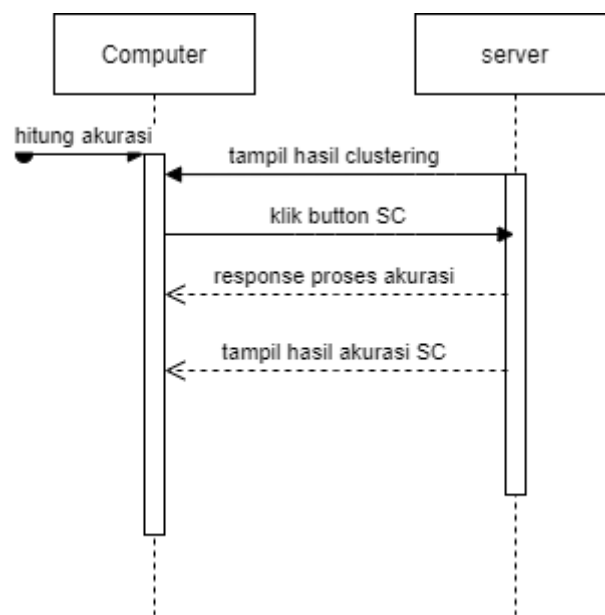 Computer
server
hitung akurasi
tampil hasil clustering
klik button SC
response proses akurasi
tampil hasil akurasi SC